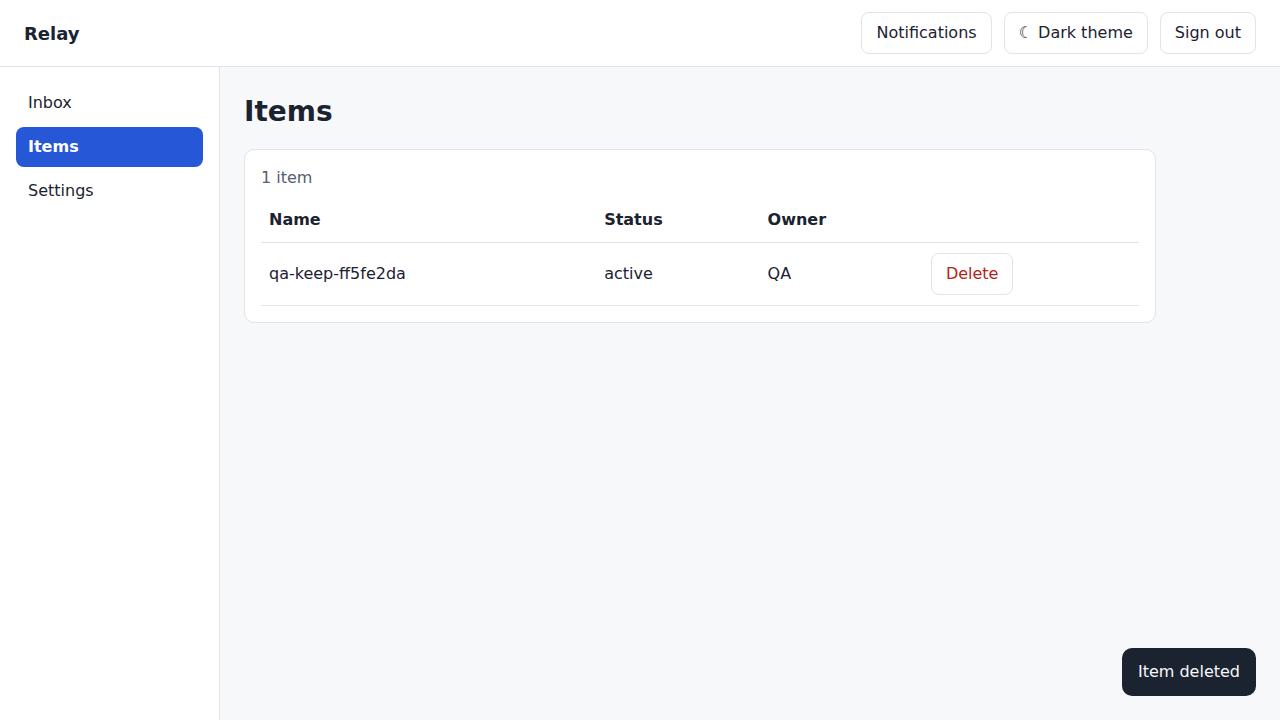 Relay
Notifications
☾ Dark theme
Sign out
Inbox
Items
Settings
Items
1 item
Name Status Owner
qa-keep-ff5fe2da active QA Delete
Item deleted